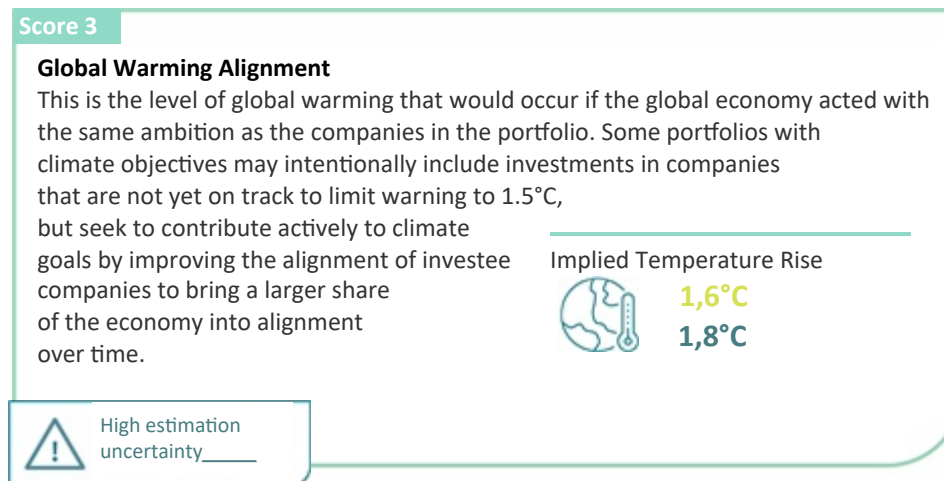 Score 3
Global Warming Alignment
This is the level of global warming that would occur if the global economy acted with
the same ambition as the companies in the portfolio. Some portfolios with
climate objectives may intentionally include investments in companies
that are not yet on track to limit warning to 1.5°C,
but seek to contribute actively to climate
goals by improving the alignment of investee
companies to bring a larger share
of the economy into alignment
over time.
Implied Temperature Rise
1,6°C
1,8°C
High estimation
uncertainty_____